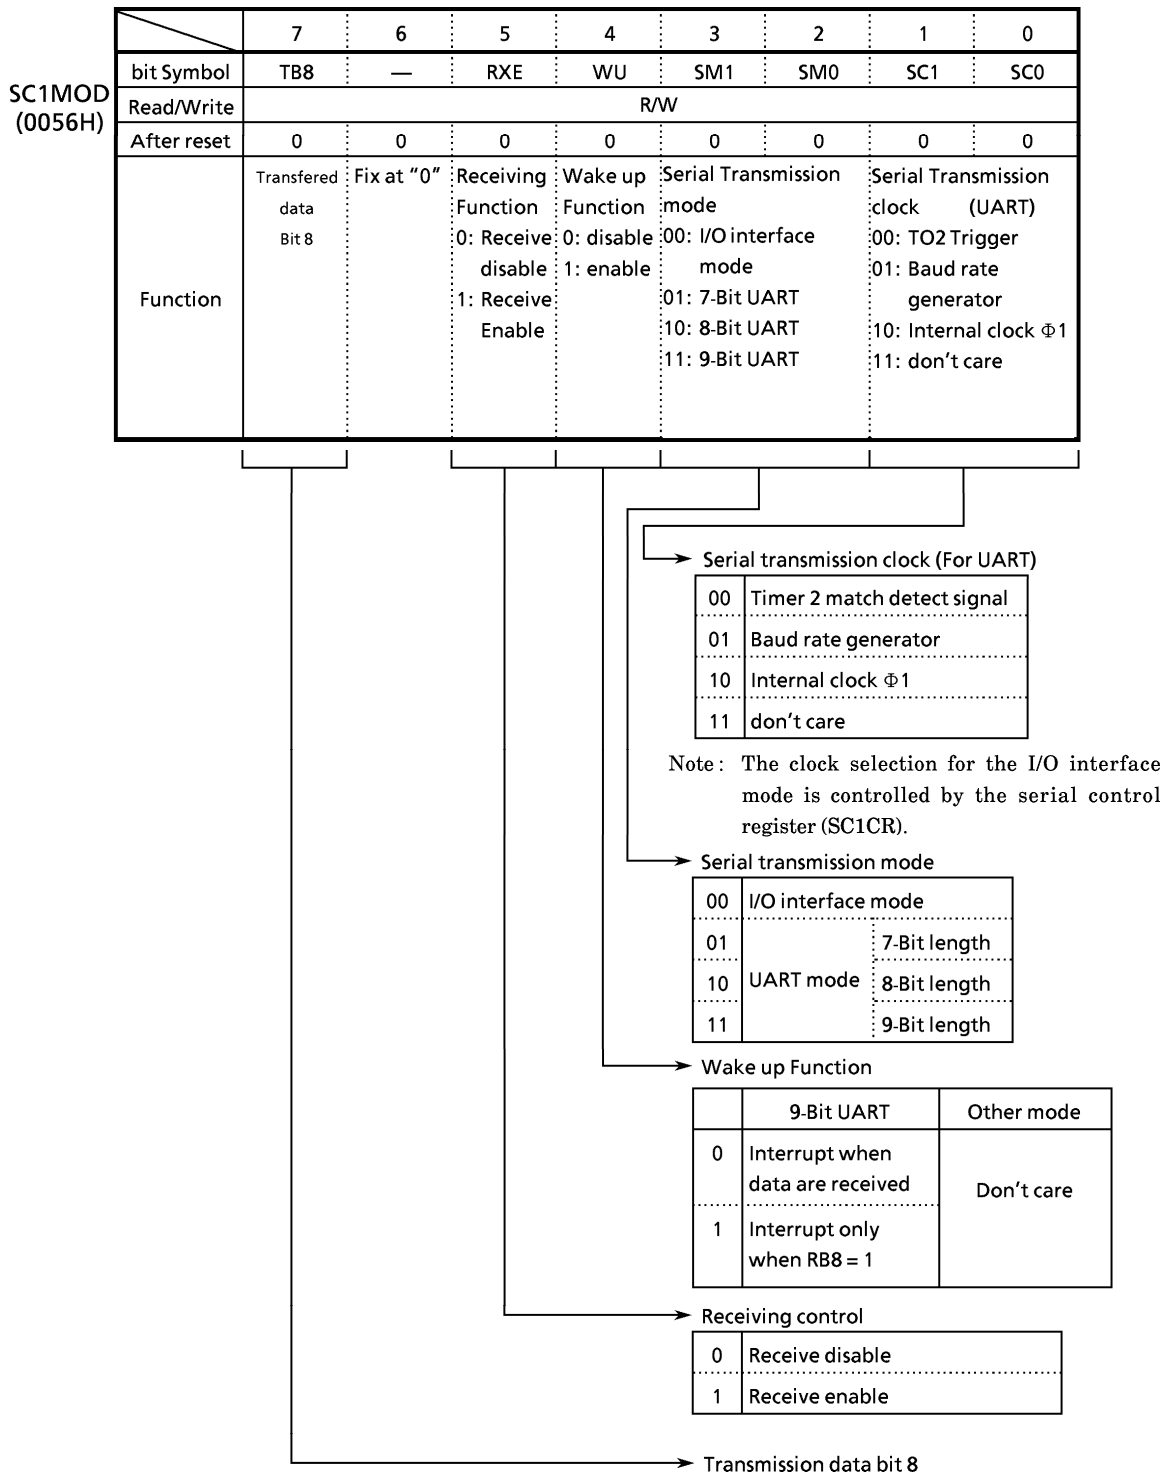 7 6 5 4 3 2 1 0
bit Symbol TB8 — RXE WU SM1 SM0 SC1 SC0
SC1MOD
(0056H)
Read/Write R/W
After reset 0 0 0 0 0 0 0 0
Function
Transfered
data
Bit 8
Fix at “0”
Receiving
Function
0: Receive
disable
1: Receive
Enable
Wake up
Function
0: disable
1: enable
Serial Transmission
mode
00: I/O interface
mode
01: 7-Bit UART
10: 8-Bit UART
11: 9-Bit UART
Serial Transmission
clock (UART)
00: TO2 Trigger
01: Baud rate
generator
10: Internal clock Φ1
11: don't care
Serial transmission clock (For UART)
00 Timer 2 match detect signal
01 Baud rate generator
10 Internal clock Φ1
11 don't care
Note : The clock selection for the I/O interface
mode is controlled by the serial control
register (SC1CR).
Serial transmission mode
00 I/O interface mode
01 7-Bit length
10 UART mode 8-Bit length
11 9-Bit length
Wake up Function
9-Bit UART Other mode
0 Interrupt when
data are received
Don't care
1 Interrupt only
when RB8 = 1
Receiving control
0 Receive disable
1 Receive enable
Transmission data bit 8